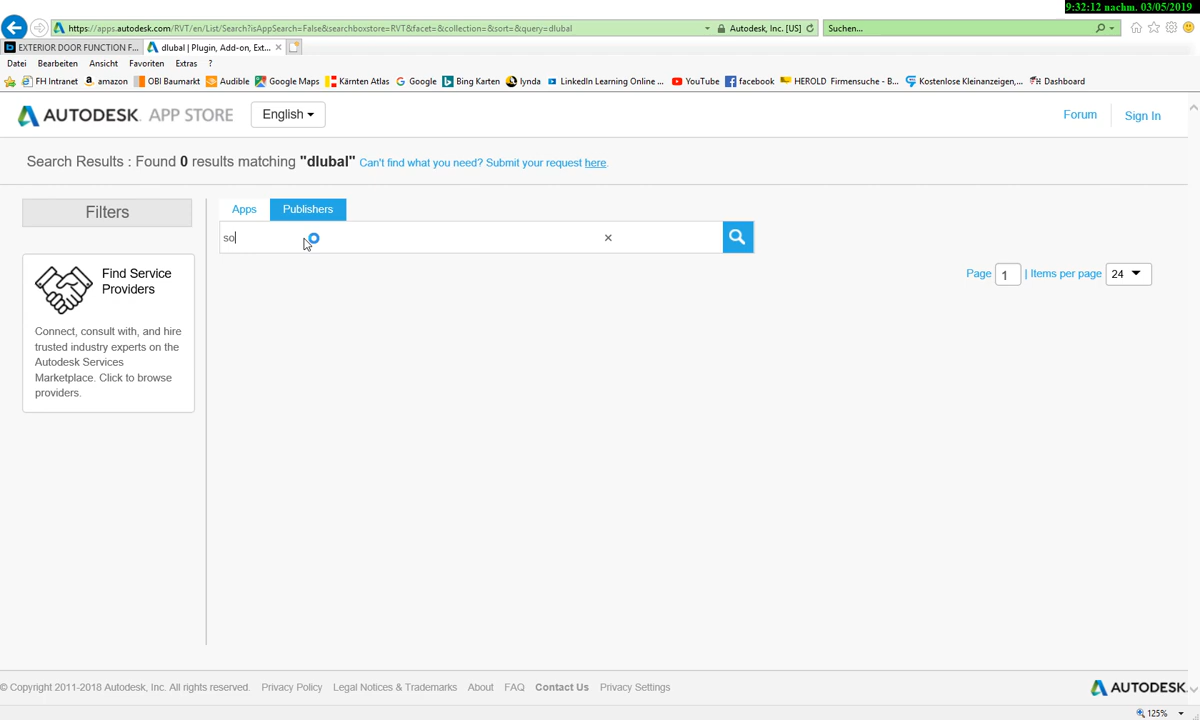 9:32:12 nachm. 03/05/2019
https://apps.autodesk.com/RVT/en/List/Search?isAppSearch=False&searchboxstore=RVT&facet=&collection=&sort=&query=dlubal
Autodesk, Inc. [US]
Suchen...
EXTERIOR DOOR FUNCTION F...
dlubal | Plugin, Add-on, Ext...
Datei Bearbeiten Ansicht Favoriten Extras ?
FH Intranet amazon OBI Baumarkt Audible Google Maps Kärnten Atlas Google Bing Karten lynda LinkedIn Learning Online ... YouTube facebook HEROLD Firmensuche - B... Kostenlose Kleinanzeigen,... Dashboard
AUTODESK. APP STORE
English
Forum
Sign In
Search Results : Found 0 results matching "dlubal" Can't find what you need? Submit your request here.
Filters
Apps Publishers
so
Page 1 | Items per page 24
Find Service
Providers
Connect, consult with, and hire
trusted industry experts on the
Autodesk Services
Marketplace. Click to browse
providers.
© Copyright 2011-2018 Autodesk, Inc. All rights reserved. Privacy Policy Legal Notices & Trademarks About FAQ Contact Us Privacy Settings
AUTODESK.
125%